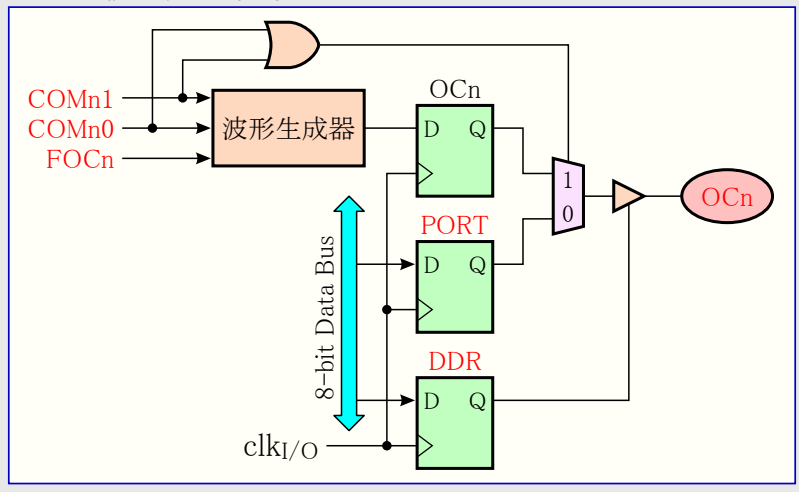 OCn
COMn1
COMn0
FOCn
波形生成器
D Q
1
0
OCn
PORT
D Q
8-bit Data Bus
DDR
D Q
clkI/O